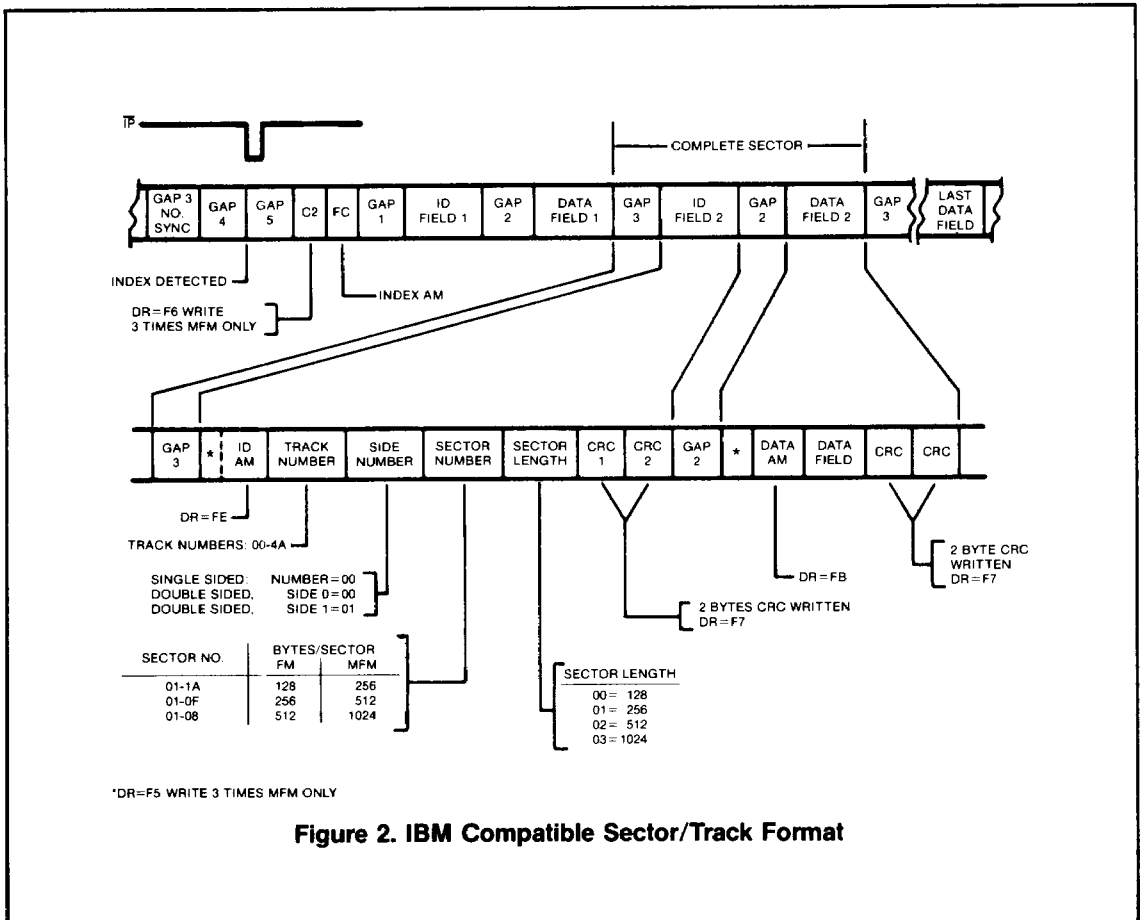 IP
COMPLETE SECTOR
GAP 3 NO. SYNC
GAP 4
GAP 5
C2
FC
GAP 1
ID FIELD 1
GAP 2
DATA FIELD 1
GAP 3
ID FIELD 2
GAP 2
DATA FIELD 2
GAP 3
LAST DATA FIELD
INDEX DETECTED
INDEX AM
DR=F6 WRITE
3 TIMES MFM ONLY
GAP 3
*
ID AM
TRACK NUMBER
SIDE NUMBER
SECTOR NUMBER
SECTOR LENGTH
CRC 1
CRC 2
GAP 2
*
DATA AM
DATA FIELD
CRC
CRC
DR=FE
TRACK NUMBERS: 00-4A
SINGLE SIDED: NUMBER=00
DOUBLE SIDED, SIDE 0=00
DOUBLE SIDED, SIDE 1=01
DR=FB
2 BYTE CRC
WRITTEN
DR=F7
2 BYTES CRC WRITTEN
DR=F7
SECTOR NO. BYTES/SECTOR
FM MFM
01-1A 128 256
01-0F 256 512
01-08 512 1024
SECTOR LENGTH
00= 128
01= 256
02= 512
03=1024
*DR=F5 WRITE 3 TIMES MFM ONLY
Figure 2. IBM Compatible Sector/Track Format